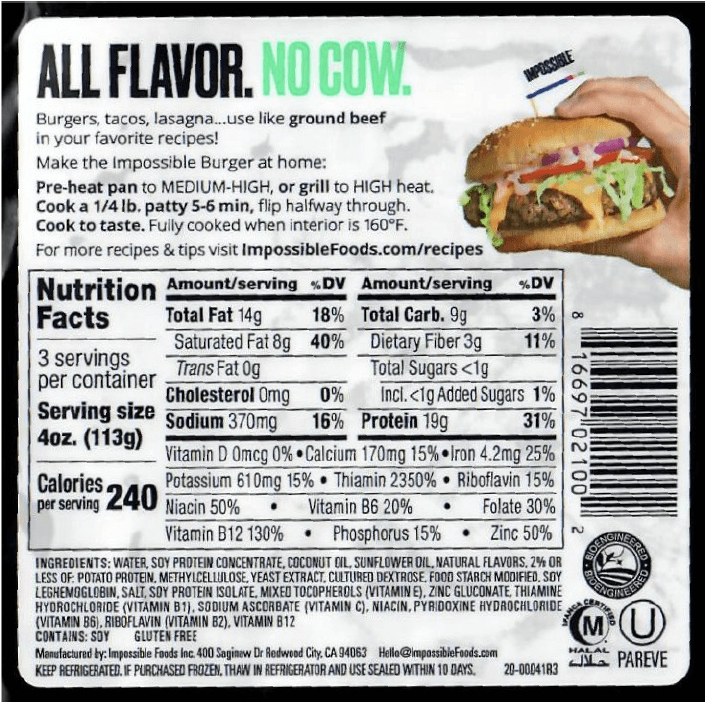 ALL FLAVOR. NO COW.
IMPOSSIBLE
Burgers, tacos, lasagna...use like ground beef
in your favorite recipes!
Make the Impossible Burger at home:
Pre-heat pan to MEDIUM-HIGH, or grill to HIGH heat.
Cook a 1/4 lb. patty 5-6 min, flip halfway through.
Cook to taste. Fully cooked when interior is 160°F.
For more recipes & tips visit ImpossibleFoods.com/recipes
Nutrition
Facts
3 servings
per container
Serving size
4oz. (113g)
Calories
per serving 240
Amount/serving %DV
Total Fat 14g 18%
Saturated Fat 8g 40%
Trans Fat 0g
Cholesterol 0mg 0%
Sodium 370mg 16%
Amount/serving %DV
Total Carb. 9g 3%
Dietary Fiber 3g 11%
Total Sugars <1g
Incl. <1g Added Sugars 1%
Protein 19g 31%
Vitamin D 0mcg 0% • Calcium 170mg 15% • Iron 4.2mg 25%
Potassium 610mg 15% • Thiamin 2350% • Riboflavin 15%
Niacin 50% • Vitamin B6 20% • Folate 30%
Vitamin B12 130% • Phosphorus 15% • Zinc 50%
8 16697 02100 2
INGREDIENTS: WATER, SOY PROTEIN CONCENTRATE, COCONUT OIL, SUNFLOWER OIL, NATURAL FLAVORS, 2% OR
LESS OF: POTATO PROTEIN, METHYLCELLULOSE, YEAST EXTRACT, CULTURED DEXTROSE, FOOD STARCH MODIFIED, SOY
LEGHEMOGLOBIN, SALT, SOY PROTEIN ISOLATE, MIXED TOCOPHEROLS (VITAMIN E), ZINC GLUCONATE, THIAMINE
HYDROCHLORIDE (VITAMIN B1), SODIUM ASCORBATE (VITAMIN C), NIACIN, PYRIDOXINE HYDROCHLORIDE
(VITAMIN B6), RIBOFLAVIN (VITAMIN B2), VITAMIN B12
CONTAINS: SOY GLUTEN FREE
Manufactured by: Impossible Foods Inc. 400 Saginaw Dr Redwood City, CA 94063 Hello@impossibleFoods.com
KEEP REFRIGERATED. IF PURCHASED FROZEN, THAW IN REFRIGERATOR AND USE SEALED WITHIN 10 DAYS. 20-00041R3
BIOENGINEERED
BIOENGINEERED
IFANCA CERTIFIED
M
HALAL
حلال
U
PAREVE